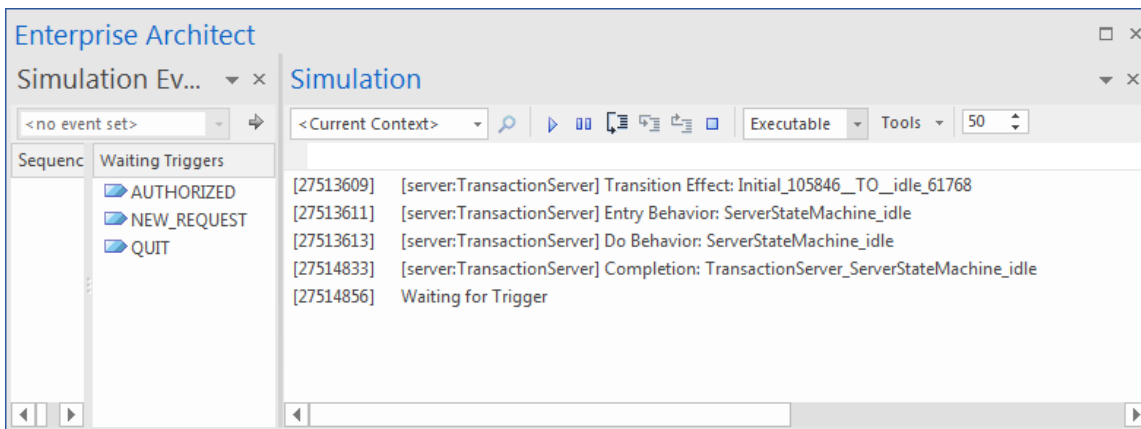 Enterprise Architect
Simulation Ev...
Simulation
<no event set>
<Current Context>
Executable
Tools
50
Sequenc
Waiting Triggers
AUTHORIZED
NEW_REQUEST
QUIT
[27513609] [server:TransactionServer] Transition Effect: Initial_105846__TO__idle_61768
[27513611] [server:TransactionServer] Entry Behavior: ServerStateMachine_idle
[27513613] [server:TransactionServer] Do Behavior: ServerStateMachine_idle
[27514833] [server:TransactionServer] Completion: TransactionServer_ServerStateMachine_idle
[27514856] Waiting for Trigger